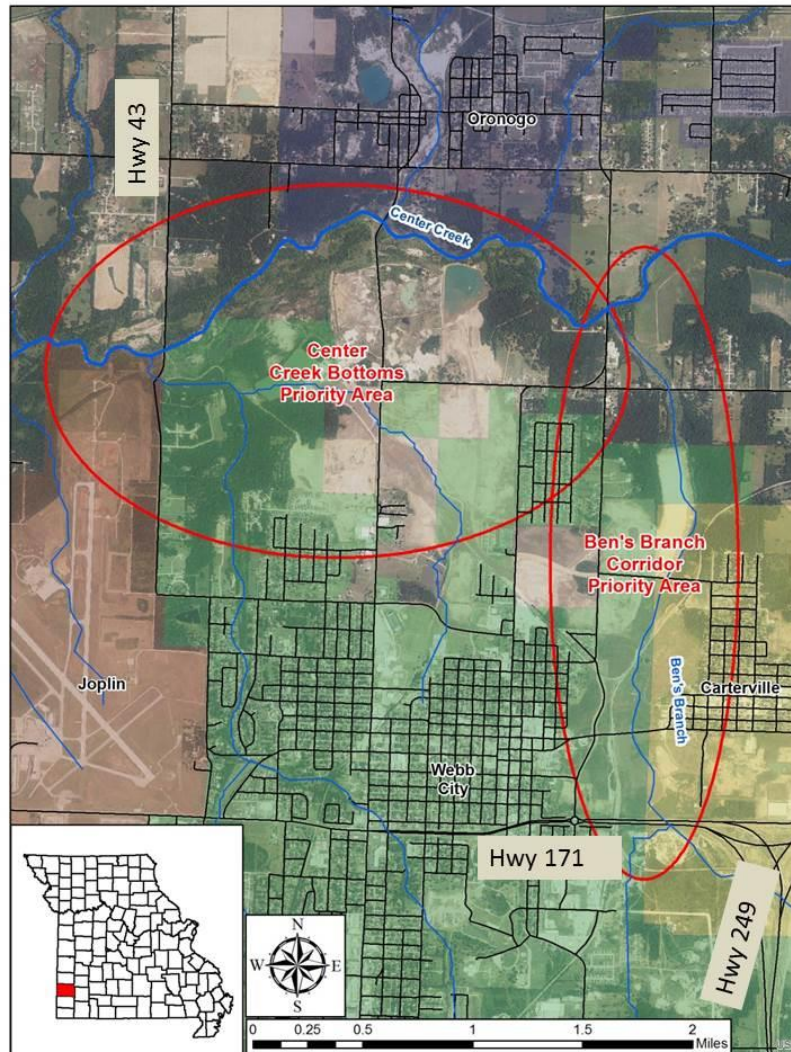 Hwy 43
Oronogo
Center Creek
Center
Creek Bottoms
Priority Area
Ben's Branch
Corridor
Priority Area
Joplin
Ben's Branch
Carterville
Webb
City
Hwy 171
Hwy 249
N
W E
S
0 0.25 0.5 1 1.5 2
Miles
US